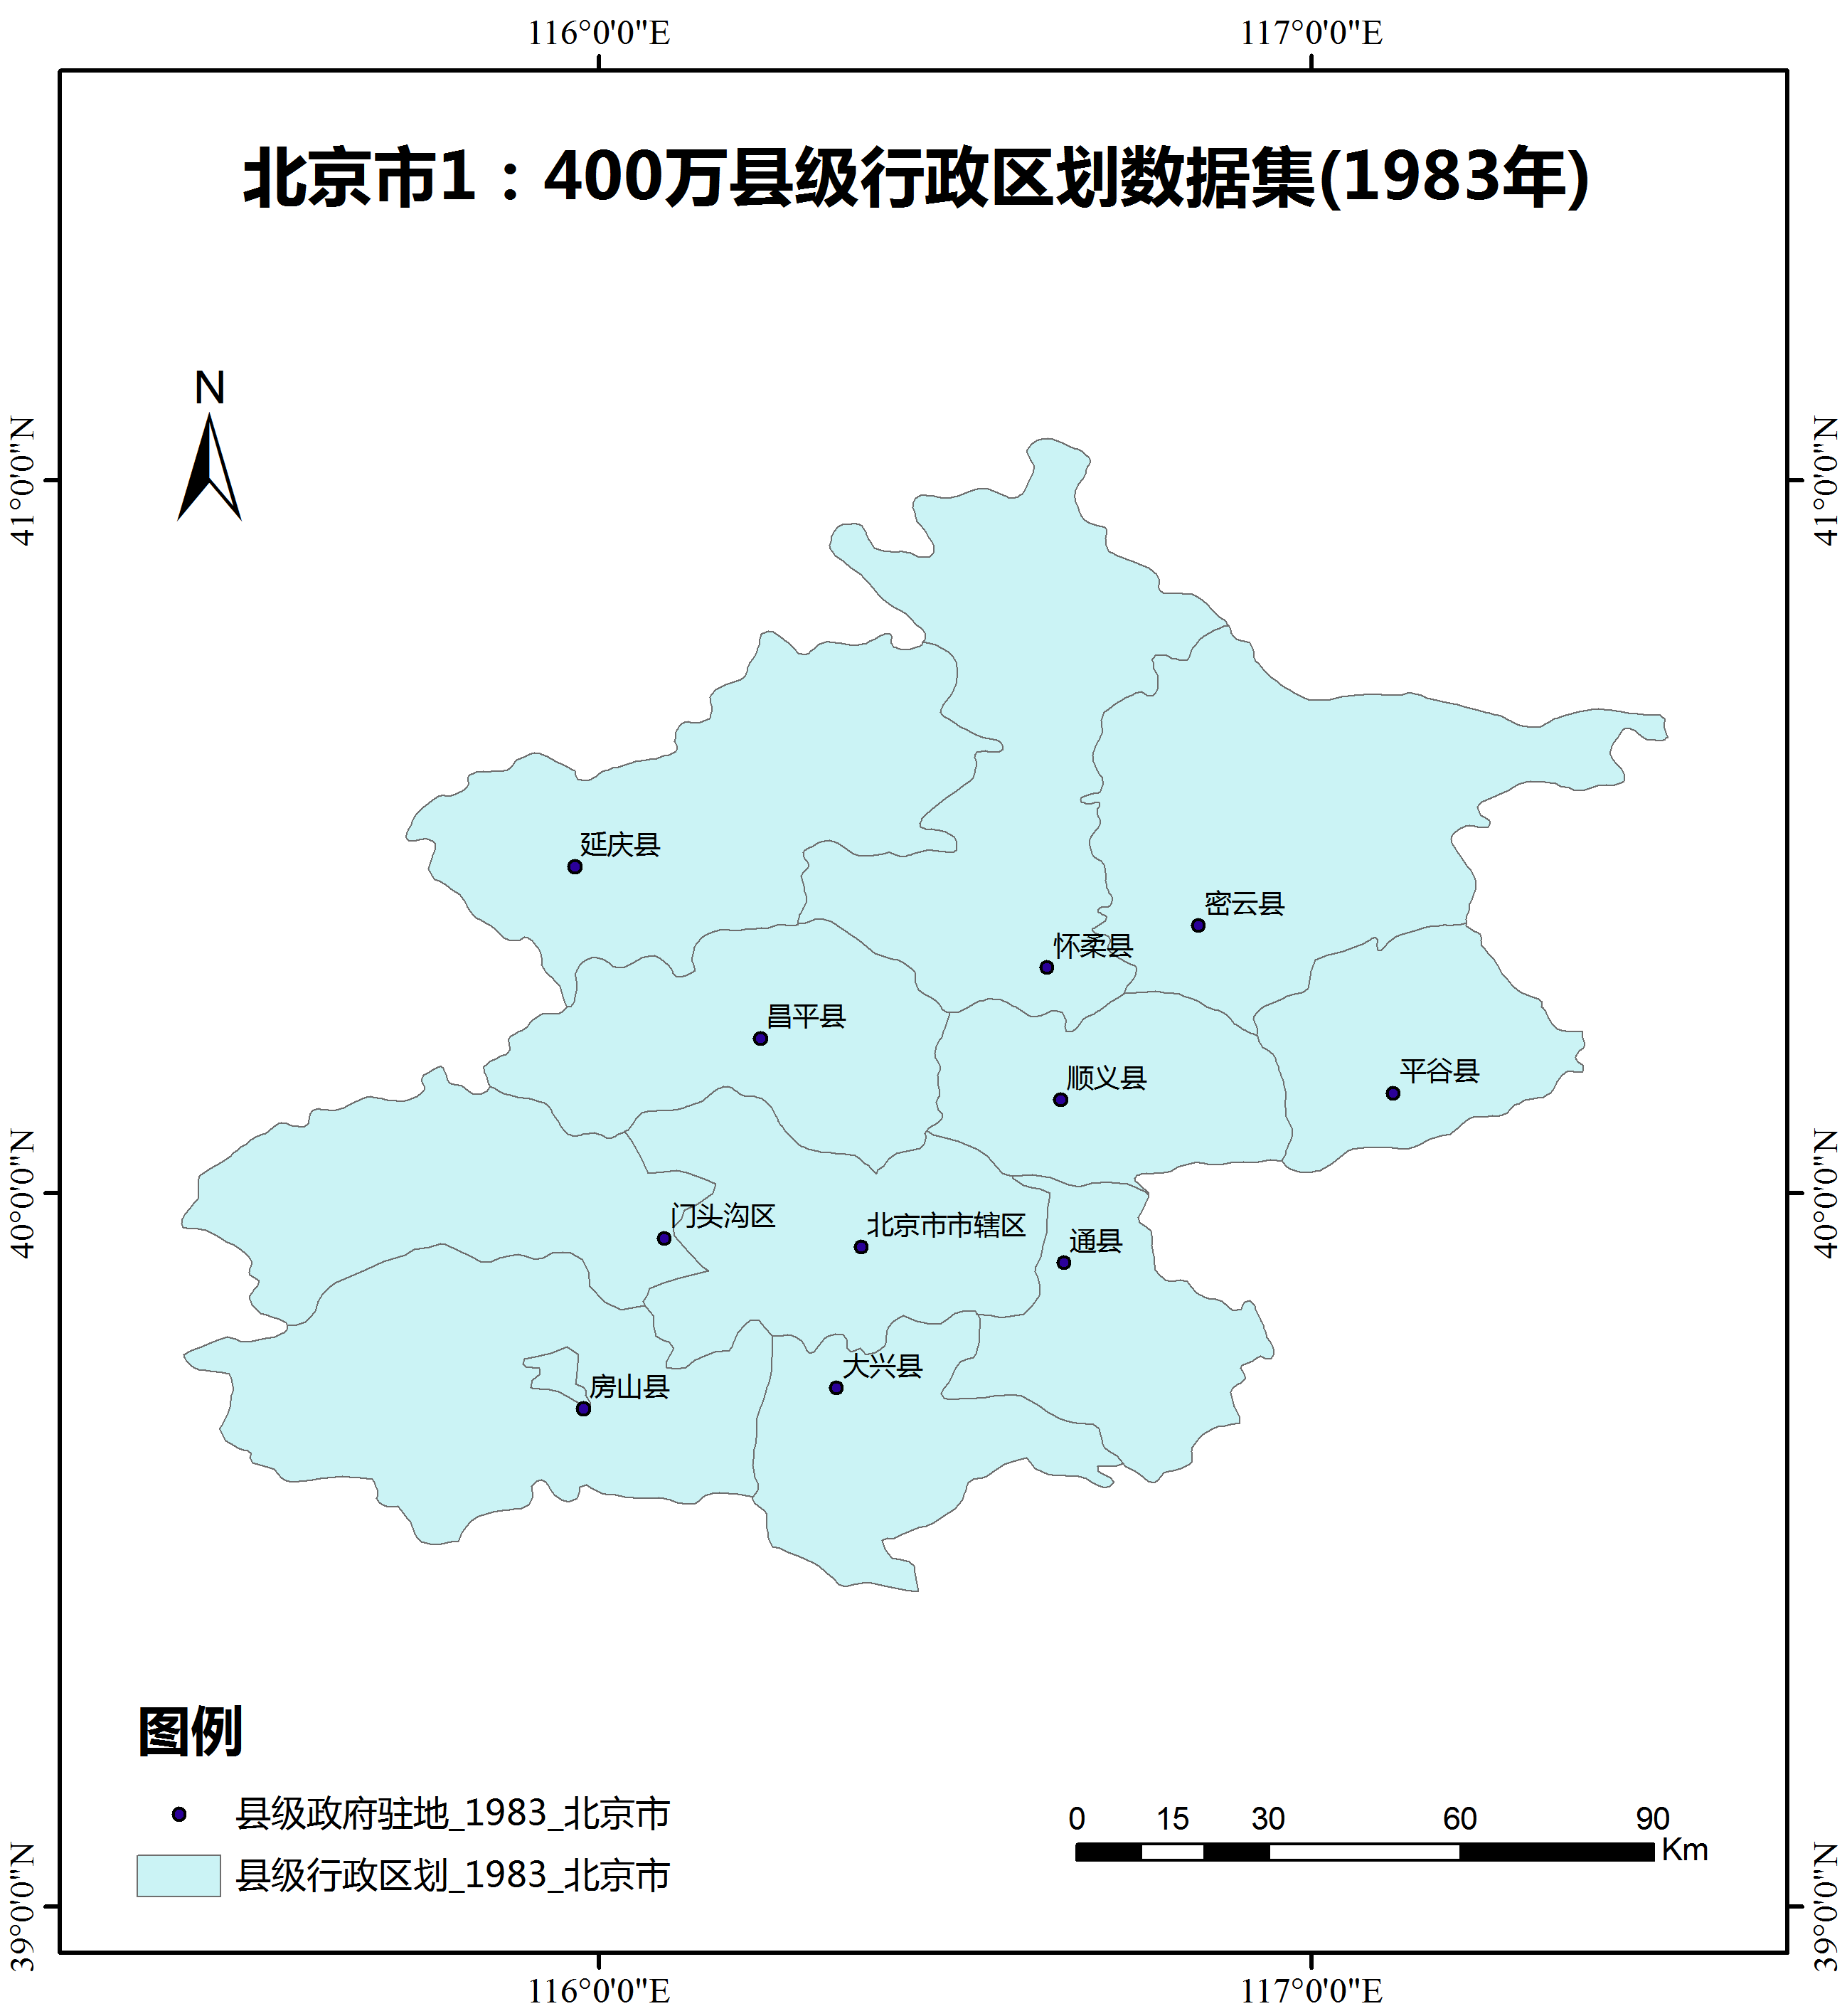 116°0'0"E 117°0'0"E
北京市1：400万县级行政区划数据集(1983年)
N
41°0'0"N 41°0'0"N
延庆县
密云县
怀柔县
昌平县
顺义县
平谷县
40°0'0"N 40°0'0"N
门头沟区
北京市市辖区
通县
大兴县
房山县
图例
县级政府驻地_1983_北京市
县级行政区划_1983_北京市
0 15 30 60 90
Km
39°0'0"N 39°0'0"N
116°0'0"E 117°0'0"E